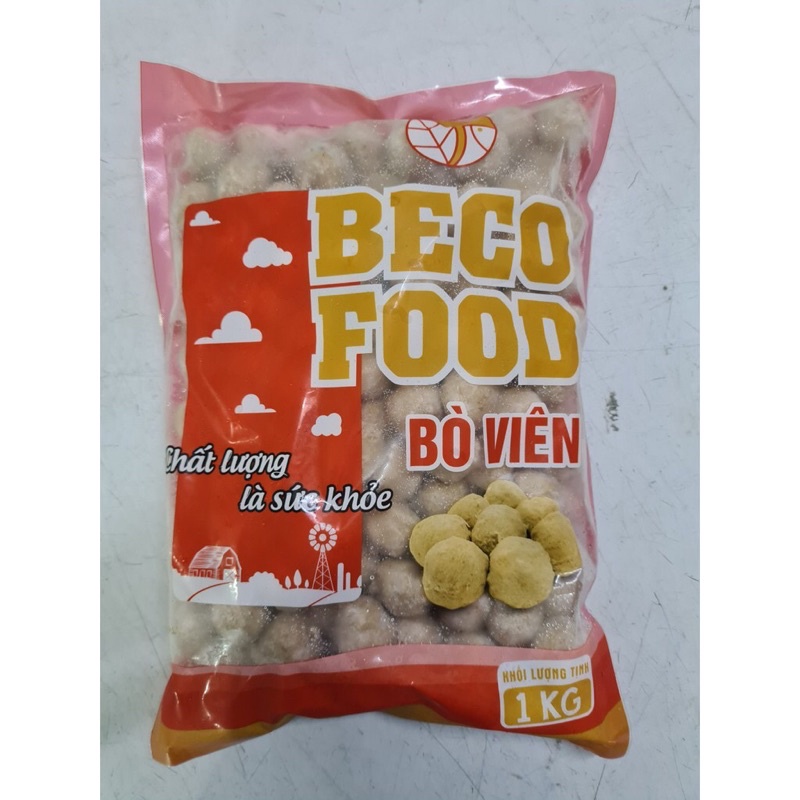 BECO
FOOD
BÒ VIÊN
Chất lượng
là sức khỏe
KHỐI LƯỢNG TỊNH
1 KG